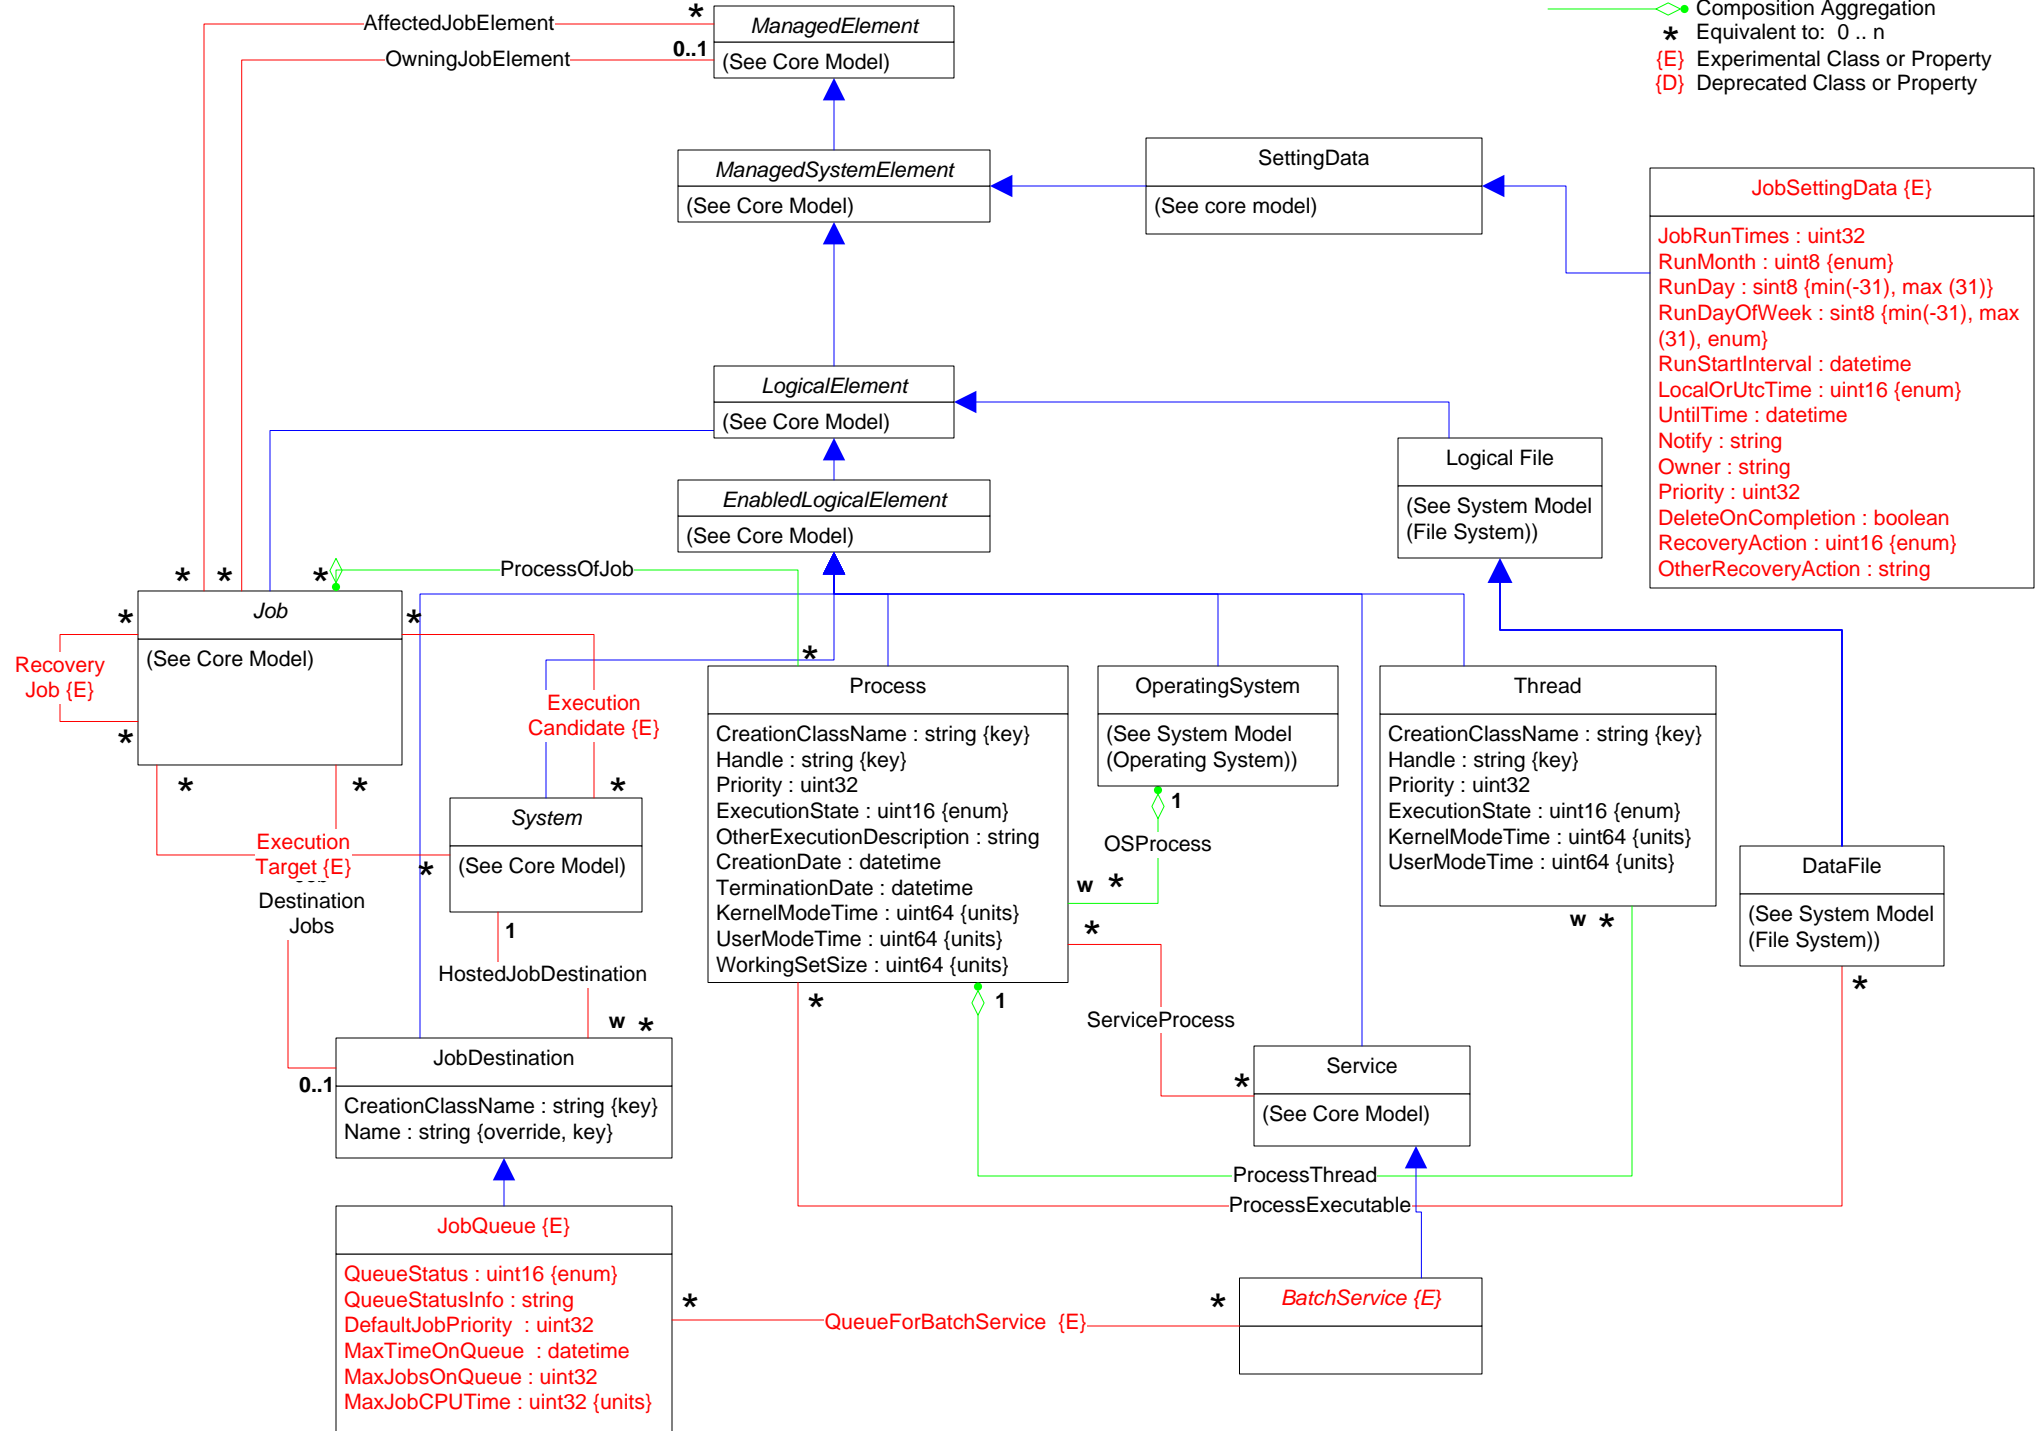 Composition Aggregation
* Equivalent to: 0 .. n
{E} Experimental Class or Property
{D} Deprecated Class or Property
AffectedJobElement
*
OwningJobElement
0..1
ManagedElement
(See Core Model)
ManagedSystemElement
(See Core Model)
SettingData
(See core model)
JobSettingData {E}
JobRunTimes : uint32
RunMonth : uint8 {enum}
RunDay : sint8 {min(-31), max (31)}
RunDayOfWeek : sint8 {min(-31), max
(31), enum}
RunStartInterval : datetime
LocalOrUtcTime : uint16 {enum}
UntilTime : datetime
Notify : string
Owner : string
Priority : uint32
DeleteOnCompletion : boolean
RecoveryAction : uint16 {enum}
OtherRecoveryAction : string
LogicalElement
(See Core Model)
Logical File
(See System Model
(File System))
EnabledLogicalElement
(See Core Model)
* * *
ProcessOfJob
*
Job
(See Core Model)
* *
Recovery
Job {E}
*
* *
Execution
Candidate {E}
*
Execution
Target {E}
*
Destination
Jobs
0..1
System
(See Core Model)
1
HostedJobDestination
w *
Process
CreationClassName : string {key}
Handle : string {key}
Priority : uint32
ExecutionState : uint16 {enum}
OtherExecutionDescription : string
CreationDate : datetime
TerminationDate : datetime
KernelModeTime : uint64 {units}
UserModeTime : uint64 {units}
WorkingSetSize : uint64 {units}
OperatingSystem
(See System Model
(Operating System))
1
OSProcess
w *
Thread
CreationClassName : string {key}
Handle : string {key}
Priority : uint32
ExecutionState : uint16 {enum}
KernelModeTime : uint64 {units}
UserModeTime : uint64 {units}
w *
DataFile
(See System Model
(File System))
*
*
* 1
ServiceProcess
*
Service
(See Core Model)
ProcessThread
ProcessExecutable
JobDestination
CreationClassName : string {key}
Name : string {override, key}
JobQueue {E}
QueueStatus : uint16 {enum}
QueueStatusInfo : string
DefaultJobPriority : uint32
MaxTimeOnQueue : datetime
MaxJobsOnQueue : uint32
MaxJobCPUTime : uint32 {units}
*
QueueForBatchService {E}
*
BatchService {E}